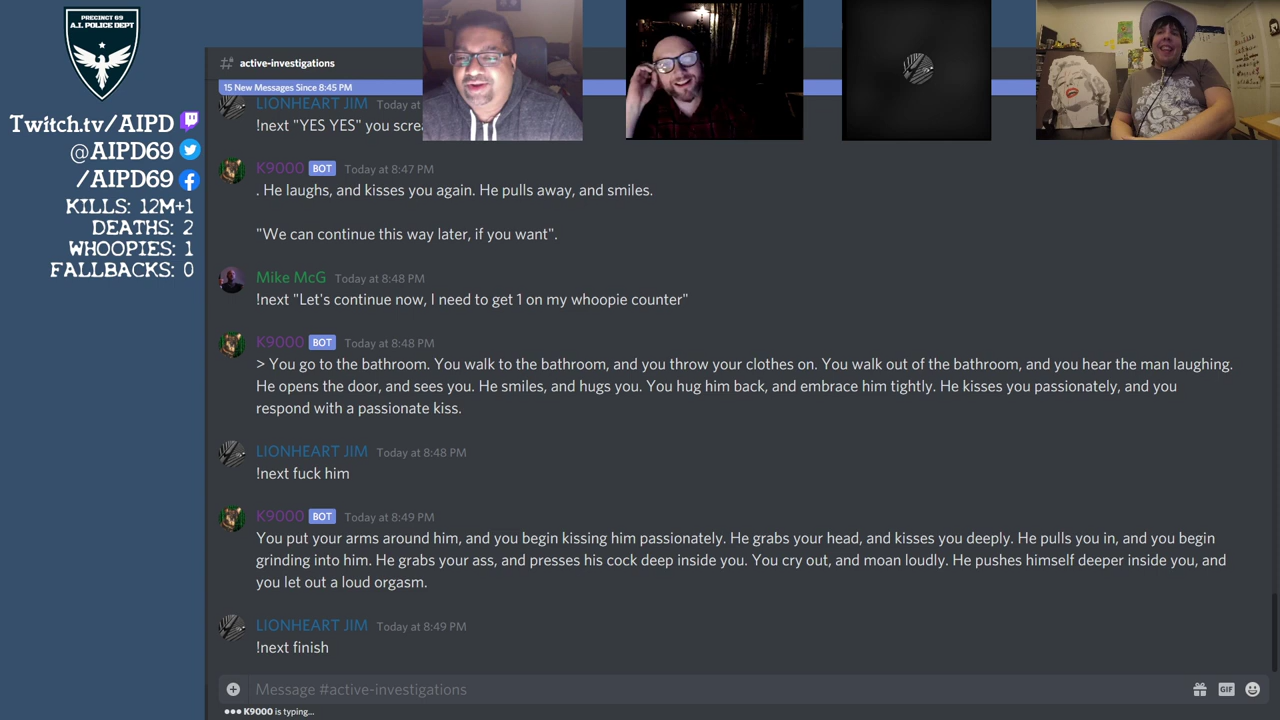 PRECINCT 69
A.I. POLICE DEPT
Twitch.tv/AIPD
@AIPD69
/AIPD69
KILLS: 12M+1
DEATHS: 2
WHOOPIES: 1
FALLBACKS: 0
# active-investigations
15 New Messages Since 8:45 PM
LIONHEART JIM Today at
!next "YES YES" you screa
K9000 BOT Today at 8:47 PM
. He laughs, and kisses you again. He pulls away, and smiles.
"We can continue this way later, if you want".
Mike McG Today at 8:48 PM
!next "Let's continue now, I need to get 1 on my whoopie counter"
K9000 BOT Today at 8:48 PM
> You go to the bathroom. You walk to the bathroom, and you throw your clothes on. You walk out of the bathroom, and you hear the man laughing.
He opens the door, and sees you. He smiles, and hugs you. You hug him back, and embrace him tightly. He kisses you passionately, and you
respond with a passionate kiss.
LIONHEART JIM Today at 8:48 PM
!next fuck him
K9000 BOT Today at 8:49 PM
You put your arms around him, and you begin kissing him passionately. He grabs your head, and kisses you deeply. He pulls you in, and you begin
grinding into him. He grabs your ass, and presses his cock deep inside you. You cry out, and moan loudly. He pushes himself deeper inside you, and
you let out a loud orgasm.
LIONHEART JIM Today at 8:49 PM
!next finish
Message #active-investigations
GIF
K9000 is typing...